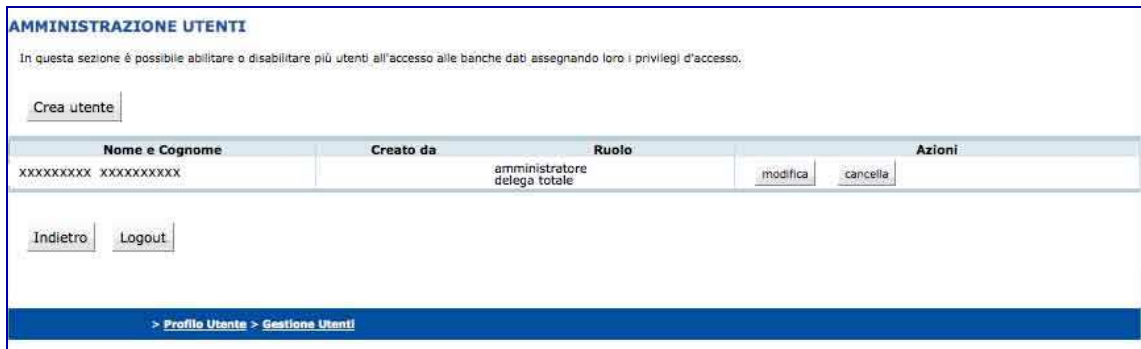 AMMINISTRAZIONE UTENTI
In questa sezione è possibile abilitare o disabilitare più utenti all'accesso alle banche dati assegnando loro i privilegi d'accesso.
Crea utente
Nome e Cognome Creato da Ruolo Azioni
xxxxxxxxx xxxxxxxxxx amministratore delega totale modifica cancella
Indietro Logout
> Profilo Utente > Gestione Utenti